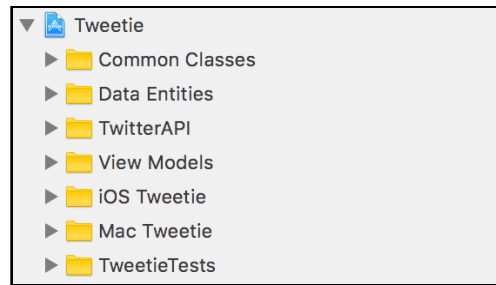 Tweetie
Common Classes
Data Entities
TwitterAPI
View Models
iOS Tweetie
Mac Tweetie
TweetieTests